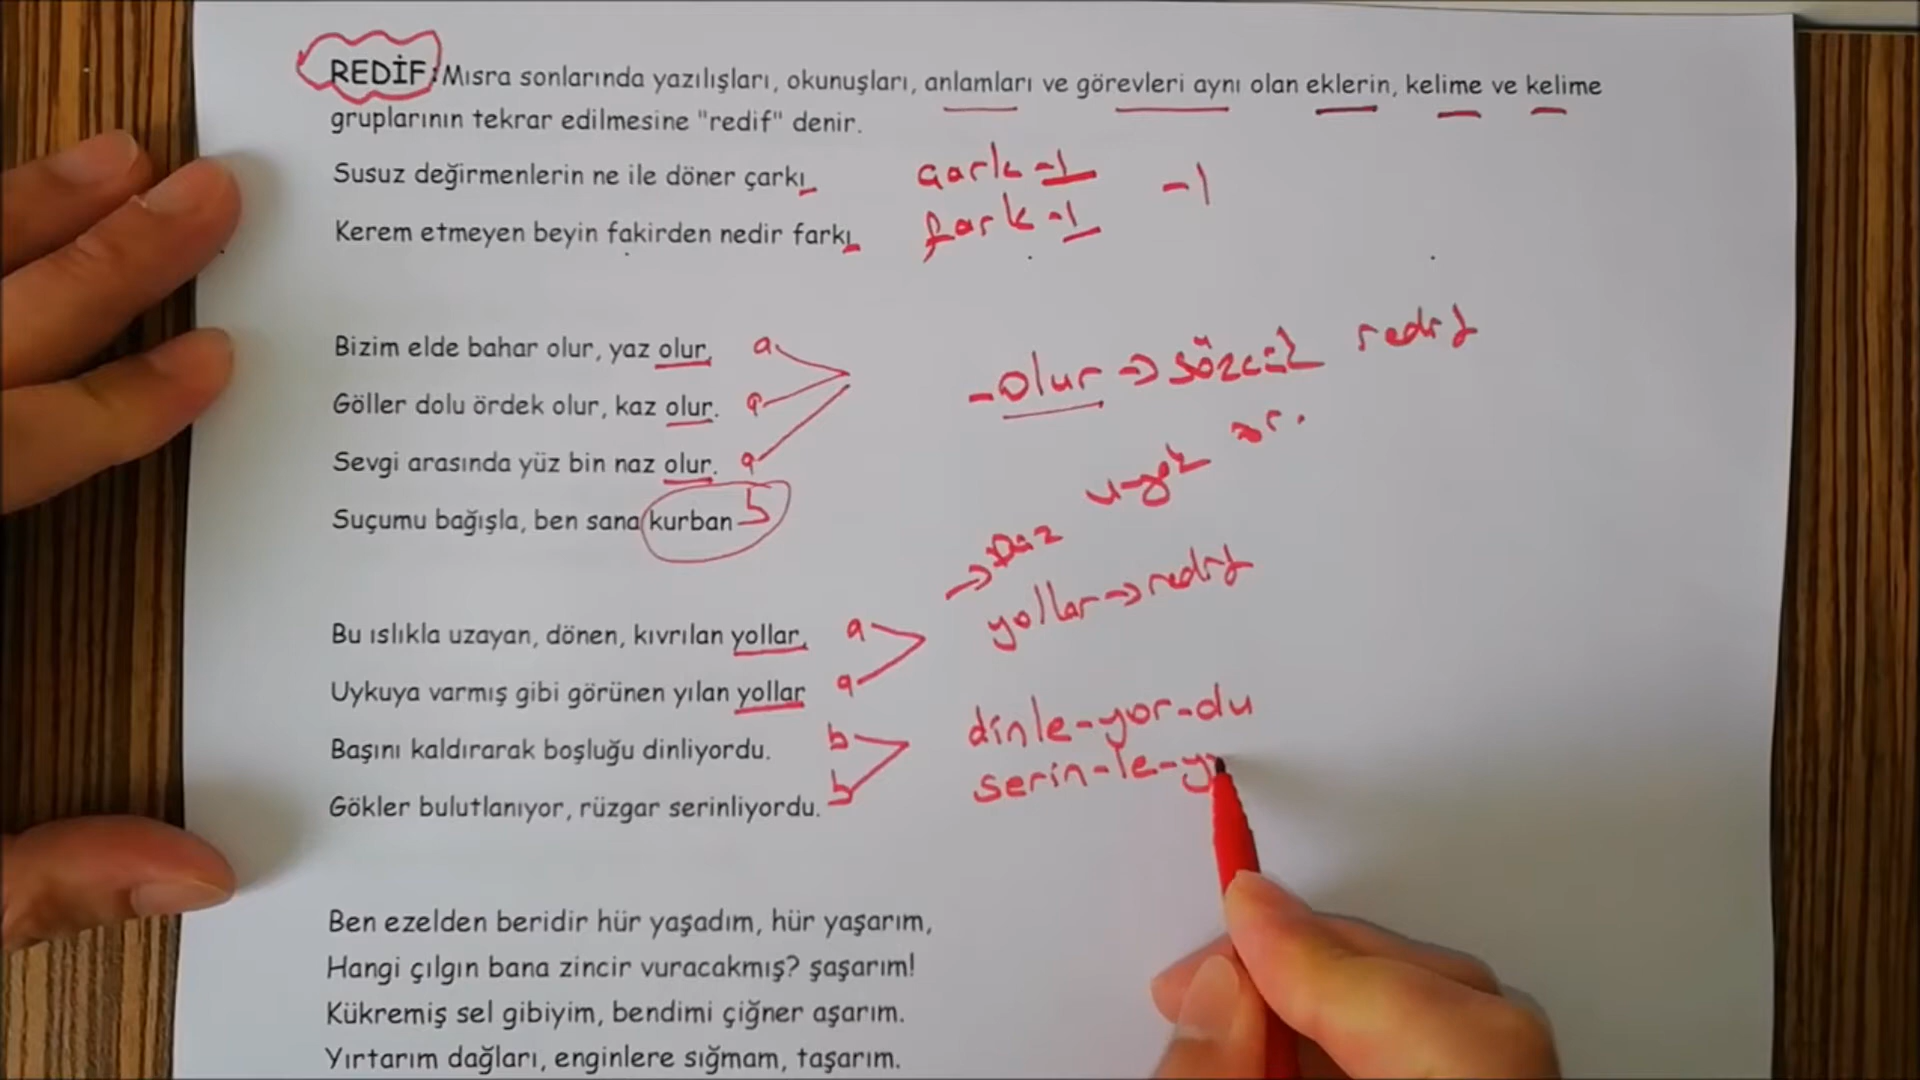 REDİF: Mısra sonlarında yazılışları, okunuşları, anlamları ve görevleri aynı olan eklerin, kelime ve kelime
gruplarının tekrar edilmesine "redif" denir.
Susuz değirmenlerin ne ile döner çarkı çark-ı -ı
Kerem etmeyen beyin fakirden nedir farkı fark-ı
Bizim elde bahar olur, yaz olur, a
Göller dolu ördek olur, kaz olur. a -olur → sözcük redif
Sevgi arasında yüz bin naz olur. a
Suçumu bağışla, ben sana kurban b
→ Düz uyak ör.
Bu ıslıkla uzayan, dönen, kıvrılan yollar, a yollar → redif
Uykuya varmış gibi görünen yılan yollar a
Başını kaldırarak boşluğu dinliyordu. b dinle-yor-du
Gökler bulutlanıyor, rüzgar serinliyordu. b serin-le-y
Ben ezelden beridir hür yaşadım, hür yaşarım,
Hangi çılgın bana zincir vuracakmış? şaşarım!
Kükremiş sel gibiyim, bendimi çiğner aşarım.
Yırtarım dağları, enginlere sığmam, taşarım.